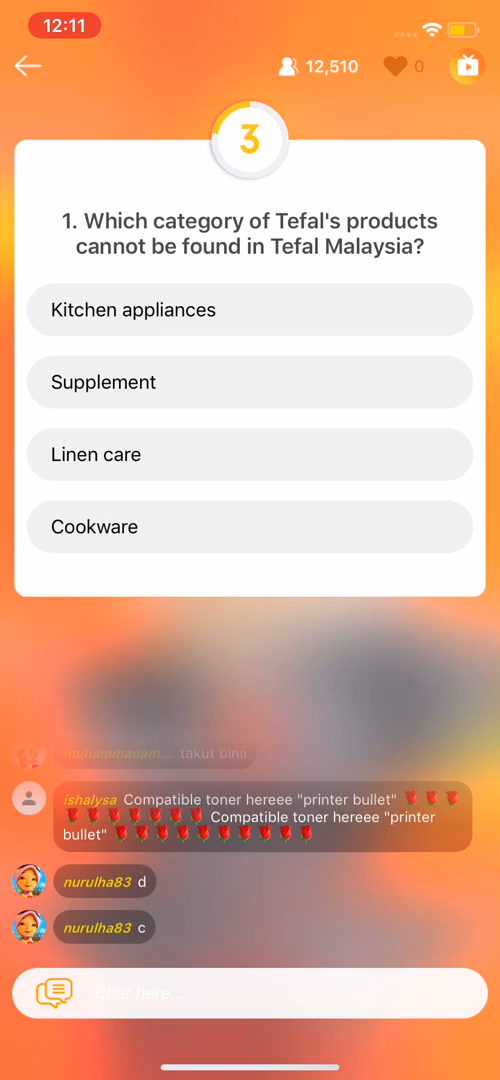 12:11
12,510
0
3
1. Which category of Tefal's products
cannot be found in Tefal Malaysia?
Kitchen appliances
Supplement
Linen care
Cookware
muhammadam... takut binii
ishalysa Compatible toner hereee "printer bullet" 🌹🌹🌹
🌹🌹🌹🌹🌹🌹🌹 Compatible toner hereee "printer
bullet" 🌹🌹🌹🌹🌹🌹🌹🌹🌹🌹
nurulha83 d
nurulha83 c
Chat here...